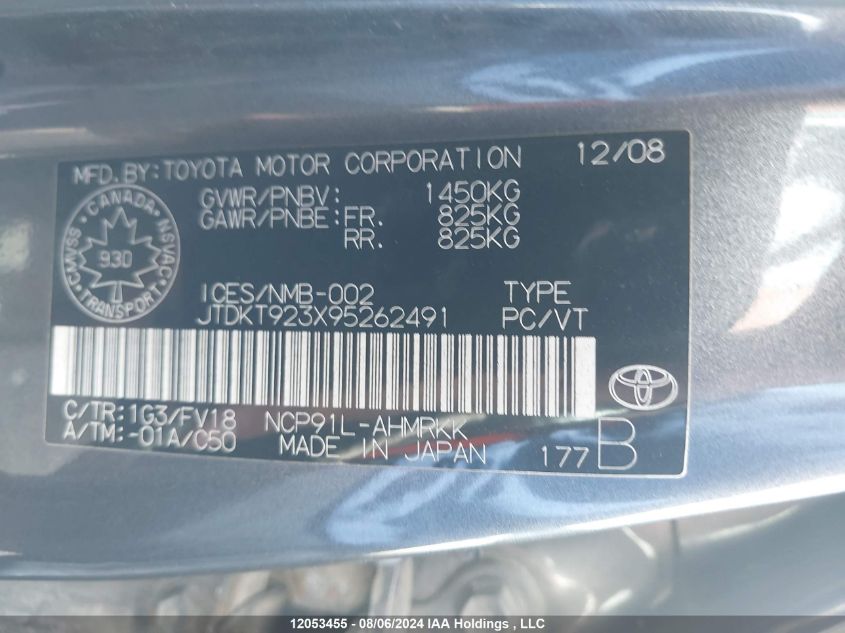 MFD.BY:TOYOTA MOTOR CORPORATION 12/08
GVWR/PNBV: 1450KG
GAWR/PNBE:FR. 825KG
RR. 825KG
CANADA
CMVSS NSVAC
930
TRANSPORT
ICES/NMB-002 TYPE
JTDKT923X95262491 PC/VT
C/TR:1G3/FV18 NCP91L-AHMRKK
A/TM:-01A/C50 MADE IN JAPAN 177 B
12053455 - 08/06/2024 IAA Holdings , LLC